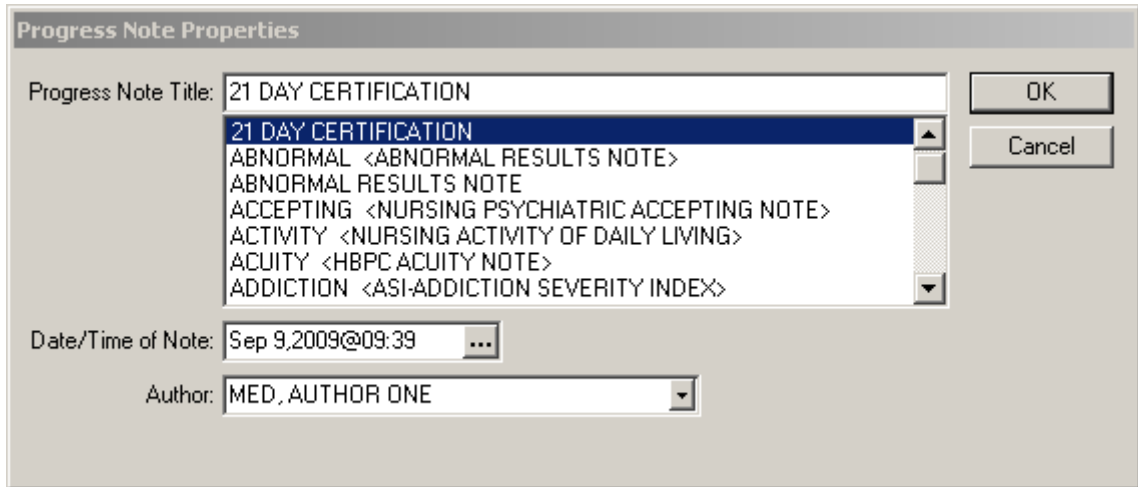 Progress Note Properties
Progress Note Title: 21 DAY CERTIFICATION
OK
21 DAY CERTIFICATION
Cancel
ABNORMAL <ABNORMAL RESULTS NOTE>
ABNORMAL RESULTS NOTE
ACCEPTING <NURSING PSYCHIATRIC ACCEPTING NOTE>
ACTIVITY <NURSING ACTIVITY OF DAILY LIVING>
ACUITY <HBPC ACUITY NOTE>
ADDICTION <ASI-ADDICTION SEVERITY INDEX>
Date/Time of Note: Sep 9,2009@09:39 ...
Author: MED, AUTHOR ONE